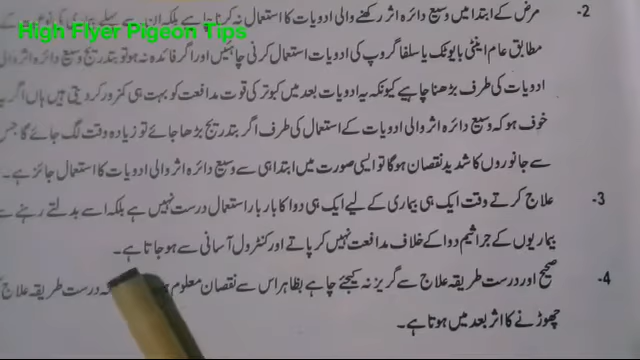 2- مرض کے ابتدا میں وسیع دائرہ اثر رکھنے والی ادویات کا استعمال نہ کرنا چاہیے بلکہ ان سے پہلے
High Flyer Pigeon Tips
مطابق عام اینٹی بایوٹک یا سلفا گروپ کی ادویات استعمال کرنی چاہئیں اور اگر فائدہ نہ ہو تو بتدریج وسیع دائرہ اثر
ادویات کی طرف بڑھنا چاہیے کیونکہ یہ ادویات بعد میں کبوتر کی قوت مدافعت کو بہت ہی کمزور کر دیتی ہیں ہاں اگر
خوف ہو کہ وسیع دائرہ اثر والی ادویات کے استعمال کی طرف اگر بتدریج بڑھا جائے تو زیادہ وقت لگ جائے گا جس
سے جانوروں کا شدید نقصان ہوگا تو ایسی صورت میں ابتدا ہی سے وسیع دائرہ اثر والی ادویات کا استعمال جائز ہے۔
3- علاج کرتے وقت ایک ہی بیماری کے لیے ایک ہی دوا کا بار بار استعمال درست نہیں ہے بلکہ اسے بدلتے رہنے سے
بیماریوں کے جراثیم دوا کے خلاف مدافعت نہیں کر پاتے اور کنٹرول آسانی سے ہو جاتا ہے۔
4- صحیح اور درست طریقہ علاج سے گریز نہ کیجئے چاہے بظاہر اس سے نقصان معلوم درست طریقہ علاج
چھوڑنے کا اثر بعد میں ہوتا ہے۔